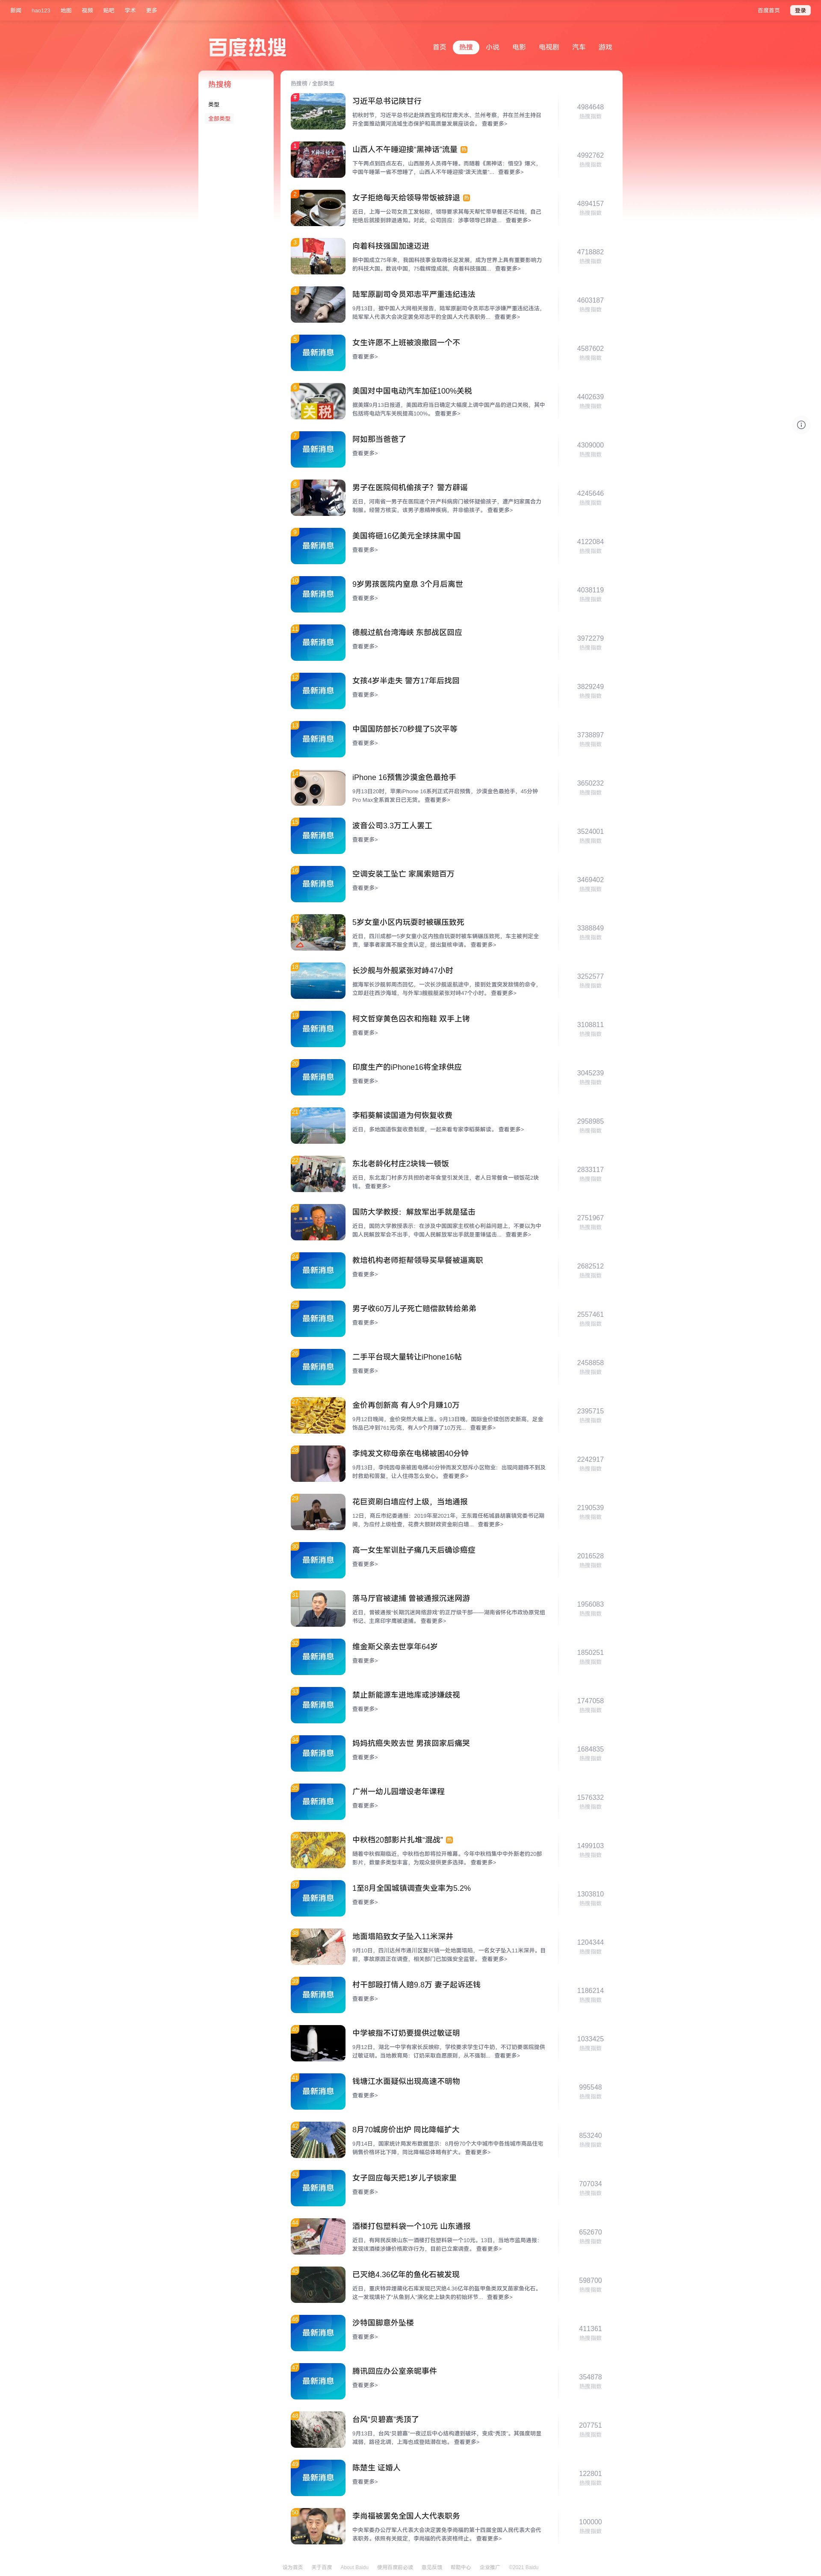 新闻 hao123 地图 视频 贴吧 学术 更多 百度首页 登录
百度热搜 首页 热搜 小说 电影 电视剧 汽车 游戏
热搜榜
类型
全部类型
热搜榜 / 全部类型
习近平总书记陕甘行
4984648
热搜指数
初秋时节，习近平总书记赴陕西宝鸡和甘肃天水、兰州考察，并在兰州主持召
开全面推动黄河流域生态保护和高质量发展座谈会。 查看更多>
山西人不午睡迎接“黑神话”流量 热
4992762
热搜指数
下午两点到四点左右，山西服务人员得午睡。而随着《黑神话：悟空》爆火，
中国午睡第一省不想睡了，山西人不午睡迎接“泼天流量”... 查看更多>
女子拒绝每天给领导带饭被辞退 热
4894157
热搜指数
近日，上海一公司女员工发帖称，领导要求其每天帮忙带早餐还不给钱，自己
拒绝后就接到辞退通知。对此，公司回应：涉事领导已辞退... 查看更多>
向着科技强国加速迈进
4718882
热搜指数
新中国成立75年来，我国科技事业取得长足发展，成为世界上具有重要影响力
的科技大国。数说中国，75载辉煌成就，向着科技强国... 查看更多>
陆军原副司令员邓志平严重违纪违法
4603187
热搜指数
9月13日，据中国人大网相关报告，陆军原副司令员邓志平涉嫌严重违纪违法，
陆军军人代表大会决定罢免邓志平的全国人大代表职务... 查看更多>
最新消息
女生许愿不上班被浪撤回一个不
查看更多>
4587602
热搜指数
关税
美国对中国电动汽车加征100%关税
4402639
热搜指数
据美媒9月13日报道，美国政府当日确定大幅度上调中国产品的进口关税，其中
包括将电动汽车关税提高100%。 查看更多>
最新消息
阿如那当爸爸了
查看更多>
4309000
热搜指数
男子在医院伺机偷孩子？警方辟谣
4245646
热搜指数
近日，河南省一男子在医院逐个开产科病房门被怀疑偷孩子，遭产妇家属合力
制服。经警方核实，该男子患精神疾病，并非偷孩子。 查看更多>
最新消息
美国将砸16亿美元全球抹黑中国
查看更多>
4122084
热搜指数
最新消息
9岁男孩医院内窒息 3个月后离世
查看更多>
4038119
热搜指数
最新消息
德舰过航台湾海峡 东部战区回应
查看更多>
3972279
热搜指数
最新消息
女孩4岁半走失 警方17年后找回
查看更多>
3829249
热搜指数
最新消息
中国国防部长70秒提了5次平等
查看更多>
3738897
热搜指数
iPhone 16预售沙漠金色最抢手
3650232
热搜指数
9月13日20时，苹果iPhone 16系列正式开启预售，沙漠金色最抢手，45分钟
Pro Max全系首发日已无货。 查看更多>
最新消息
波音公司3.3万工人罢工
查看更多>
3524001
热搜指数
最新消息
空调安装工坠亡 家属索赔百万
查看更多>
3469402
热搜指数
5岁女童小区内玩耍时被碾压致死
3388849
热搜指数
近日，四川成都一5岁女童小区内独自玩耍时被车辆碾压致死。车主被判定全
责，肇事者家属不服全责认定，提出复核申请。 查看更多>
长沙舰与外舰紧张对峙47小时
3252577
热搜指数
据海军长沙舰郭周杰回忆，一次长沙舰返航途中，接到处置突发敌情的命令，
立即赶往西沙海域，与外军3艘舰艇紧张对峙47个小时。 查看更多>
最新消息
柯文哲穿黄色囚衣和拖鞋 双手上铐
查看更多>
3108811
热搜指数
最新消息
印度生产的iPhone16将全球供应
查看更多>
3045239
热搜指数
李稻葵解读国道为何恢复收费
近日，多地国道恢复收费制度，一起来看专家李稻葵解读。 查看更多>
2958985
热搜指数
东北老龄化村庄2块钱一顿饭
2833117
热搜指数
近日，东北龙门村多方共担的老年食堂引发关注，老人日常餐食一顿饭花2块
钱。 查看更多>
国防大学教授：解放军出手就是猛击
2751967
热搜指数
近日，国防大学教授表示：在涉及中国国家主权核心利益问题上，不要以为中
国人民解放军会不出手，中国人民解放军出手就是重锤猛击... 查看更多>
最新消息
教培机构老师拒帮领导买早餐被逼离职
查看更多>
2682512
热搜指数
最新消息
男子收60万儿子死亡赔偿款转给弟弟
查看更多>
2557461
热搜指数
最新消息
二手平台现大量转让iPhone16帖
查看更多>
2458858
热搜指数
金价再创新高 有人9个月赚10万
2395715
热搜指数
9月12日晚间，金价突然大幅上涨。9月13日晚，国际金价续创历史新高，足金
饰品已冲到761元/克，有人9个月赚了10万元... 查看更多>
李纯发文称母亲在电梯被困40分钟
2242917
热搜指数
9月13日，李纯因母亲被困电梯40分钟而发文怒斥小区物业：出现问题得不到及
时救助和答复，让人住得怎么安心。 查看更多>
花巨资刷白墙应付上级，当地通报
2190539
热搜指数
12日，商丘市纪委通报：2019年至2021年，王东霞任柘城县胡襄镇党委书记期
间，为应付上级检查，花费大额财政资金刷白墙... 查看更多>
最新消息
高一女生军训肚子痛几天后确诊癌症
查看更多>
2016528
热搜指数
落马厅官被逮捕 曾被通报沉迷网游
1956083
热搜指数
近日，曾被通报“长期沉迷网络游戏”的正厅级干部——湖南省怀化市政协原党组
书记、主席印宇鹰被逮捕。 查看更多>
最新消息
维金斯父亲去世享年64岁
查看更多>
1850251
热搜指数
最新消息
禁止新能源车进地库或涉嫌歧视
查看更多>
1747058
热搜指数
最新消息
妈妈抗癌失败去世 男孩回家后痛哭
查看更多>
1684835
热搜指数
最新消息
广州一幼儿园增设老年课程
查看更多>
1576332
热搜指数
中秋档20部影片扎堆“混战” 热
1499103
热搜指数
随着中秋假期临近，中秋档也即将拉开帷幕。今年中秋档集中中外新老约20部
影片，数量多类型丰富，为观众提供更多选择。 查看更多>
最新消息
1至8月全国城镇调查失业率为5.2%
查看更多>
1303810
热搜指数
地面塌陷致女子坠入11米深井
1204344
热搜指数
9月10日，四川达州市通川区复兴镇一处地面塌陷，一名女子坠入11米深井。目
前，事故原因正在调查，相关部门已加强安全监督。 查看更多>
最新消息
村干部殴打情人赔9.8万 妻子起诉还钱
查看更多>
1186214
热搜指数
中学被指不订奶要提供过敏证明
1033425
热搜指数
9月12日，湖北一中学有家长反映称，学校要求学生订牛奶，不订奶要医院提供
过敏证明。当地教育局：订奶采取自愿原则，从不强制... 查看更多>
最新消息
钱塘江水面疑似出现高速不明物
查看更多>
995548
热搜指数
8月70城房价出炉 同比降幅扩大
853240
热搜指数
9月14日，国家统计局发布数据显示：8月份70个大中城市中各线城市商品住宅
销售价格环比下降，同比降幅总体略有扩大。 查看更多>
最新消息
女子回应每天把1岁儿子锁家里
查看更多>
707034
热搜指数
酒楼打包塑料袋一个10元 山东通报
652670
热搜指数
近日，有网民反映山东一酒楼打包塑料袋一个10元。13日，当地市监局通报：
发现该酒楼涉嫌价格欺诈行为，目前已立案调查。 查看更多>
已灭绝4.36亿年的鱼化石被发现
598700
热搜指数
近日，重庆特异埋藏化石库发现已灭绝4.36亿年的盔甲鱼类双叉苗家鱼化石。
这一发现填补了“从鱼到人”演化史上缺失的初始环节... 查看更多>
最新消息
沙特国脚意外坠楼
查看更多>
411361
热搜指数
最新消息
腾讯回应办公室亲昵事件
查看更多>
354878
热搜指数
台风“贝碧嘉”秃顶了
207751
热搜指数
9月13日，台风“贝碧嘉”一夜过后中心结构遭到破坏，变成“秃顶”。其强度明显
减弱，路径北调，上海也成登陆潜在地。 查看更多>
最新消息
陈楚生 证婚人
查看更多>
122801
热搜指数
李尚福被罢免全国人大代表职务
100000
热搜指数
中央军委办公厅军人代表大会决定罢免李尚福的第十四届全国人民代表大会代
表职务。依照有关规定，李尚福的代表资格终止。 查看更多>
设为首页 关于百度 About Baidu 使用百度前必读 意见反馈 帮助中心 企业推广 ©2021 Baidu